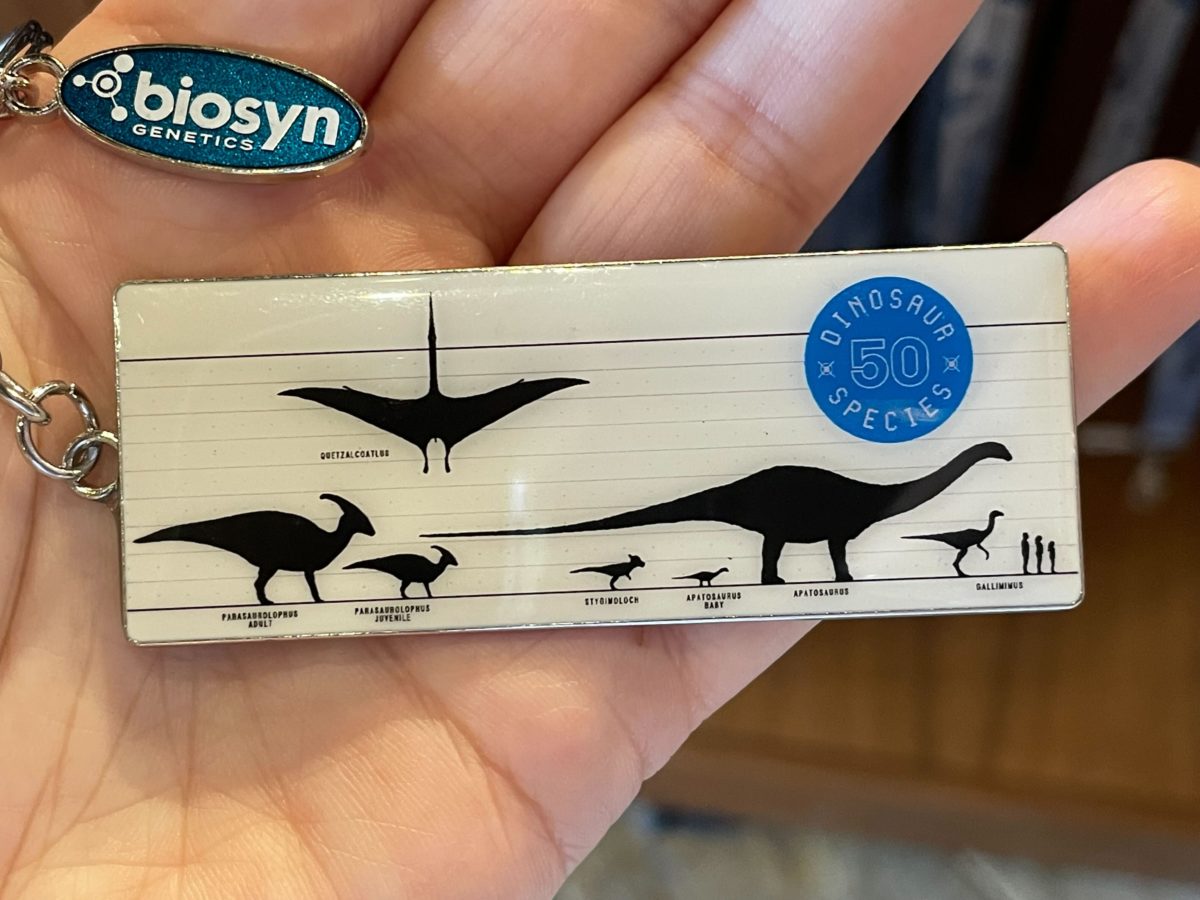 biosyn
GENETICS
DINOSAUR
50
SPECIES
QUETZALCOATLUS
PARASAUROLOPHUS
ADULT
PARASAUROLOPHUS
JUVENILE
STYGIMOLOCH
APATOSAURUS
BABY
APATOSAURUS
GALLIMIMUS